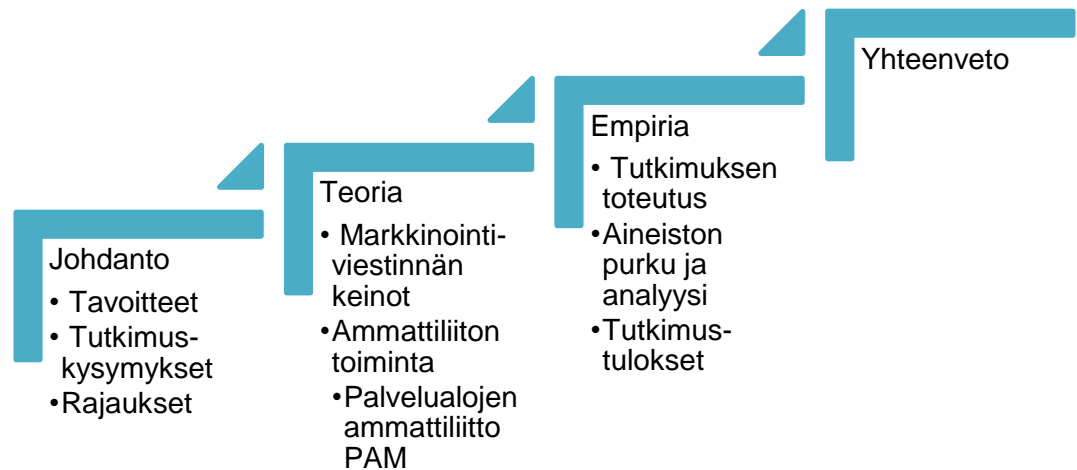 Johdanto
• Tavoitteet
• Tutkimus-
kysymykset
•Rajaukset
Teoria
• Markkinointi-
viestinnän
keinot
•Ammattiliiton
toiminta
•Palvelualojen
ammattiliitto
PAM
Empiria
• Tutkimuksen
toteutus
•Aineiston
purku ja
analyysi
•Tutkimus-
tulokset
Yhteenveto